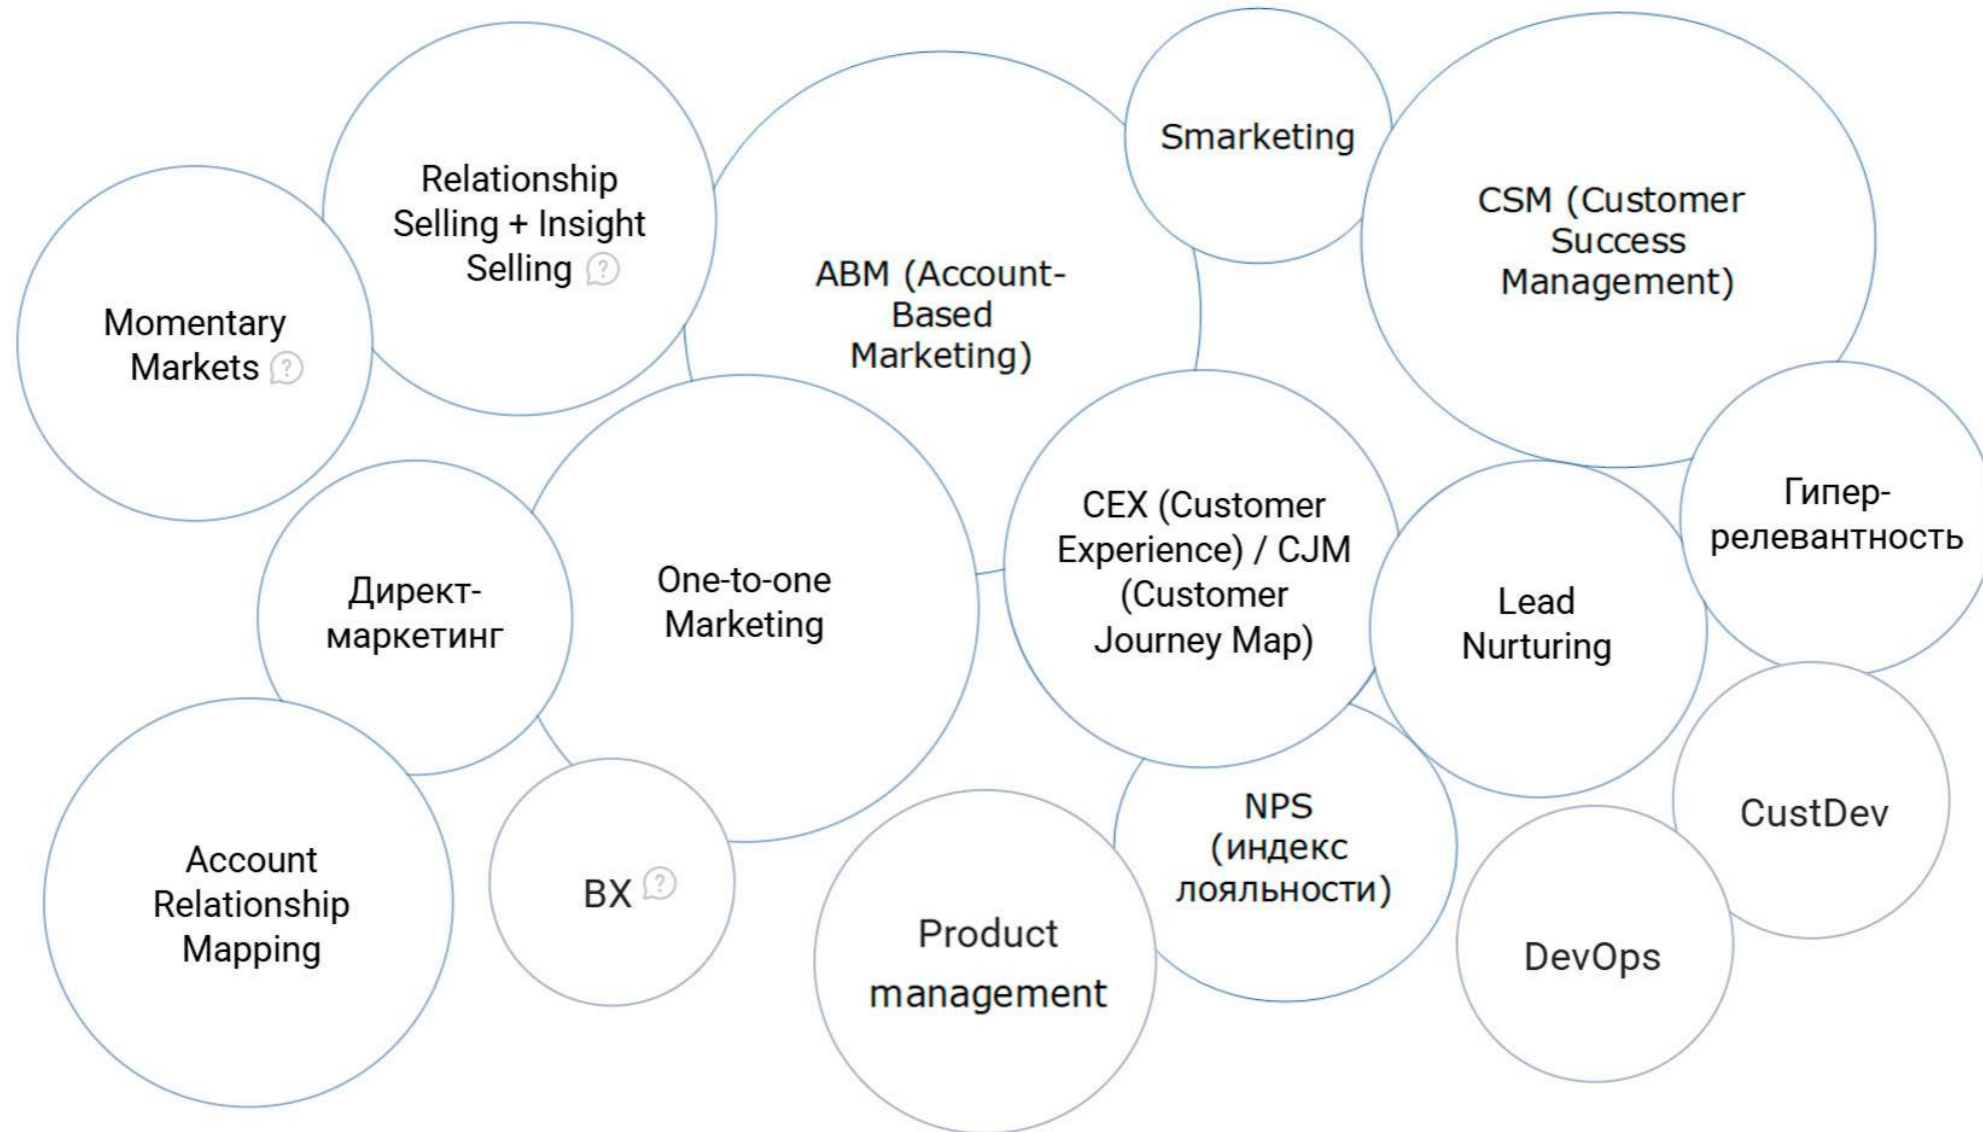 Smarketing
Relationship
Selling + Insight
Selling
CSM (Customer
Success
Management)
ABM (Account-
Based
Marketing)
Momentary
Markets
CEX (Customer
Experience) / CJM
(Customer
Journey Map)
Гипер-
релевантность
Директ-
маркетинг
One-to-one
Marketing
Lead
Nurturing
Account
Relationship
Mapping
BX
Product
management
NPS
(индекс
лояльности)
CustDev
DevOps